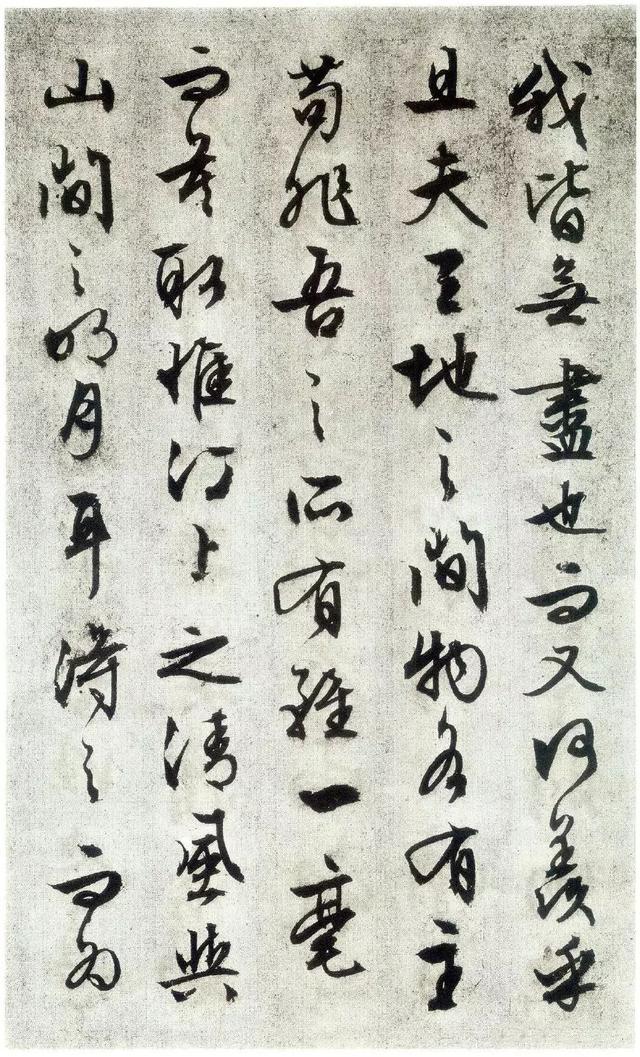 我皆無盡也而又何羨乎
且夫天地之間物各有主
苟非吾之所有雖一毫
而莫取惟江上之清風與
山間之明月耳得之而為